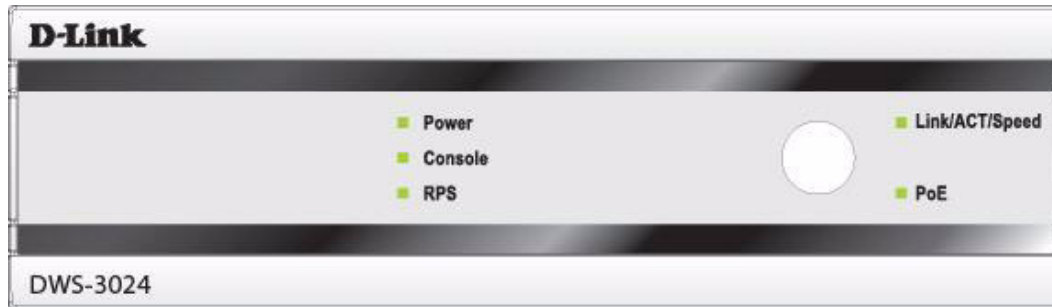 D-Link
Power
Console
RPS
Link/ACT/Speed
PoE
DWS-3024